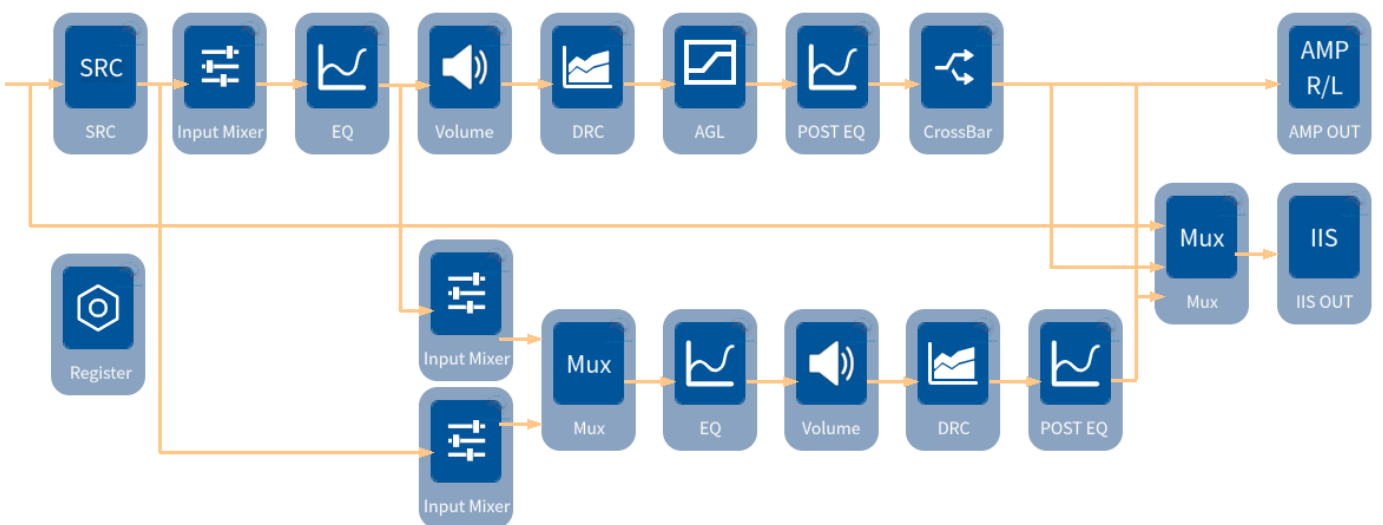 SRC
SRC
Input Mixer
EQ
Volume
DRC
AGL
POST EQ
CrossBar
AMP
R/L
AMP OUT
Mux
Mux
IIS
IIS OUT
Register
Input Mixer
Input Mixer
Mux
Mux
EQ
Volume
DRC
POST EQ